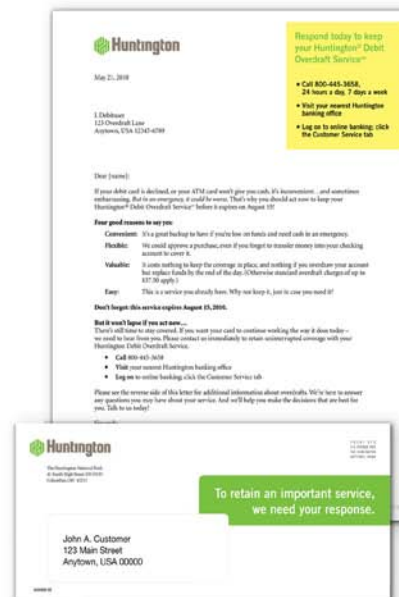 Huntington
Respond today to keep
your Huntington® Debit
Overdraft Service℠
• Call 800-445-3658,
24 hours a day, 7 days a week
• Visit your nearest Huntington
banking office
• Log on to online banking; click
the Customer Service tab
May 21, 2010
I. Debituser
123 Overdraft Lane
Anytown, USA 12345-6789
Dear [name]:
If your debit card is declined, or your ATM card won't give you cash, it's inconvenient…and sometimes
embarrassing. But in an emergency, it could be worse. That's why you should act now to keep your
Huntington® Debit Overdraft Service℠ before it expires on August 15!
Four good reasons to say yes:
Convenient: It's a great backup to have if you're low on funds and need cash in an emergency.
Flexible: We could approve a purchase, even if you forgot to transfer money into your checking
account to cover it.
Valuable: It costs nothing to keep the coverage in place, and nothing if you overdraw your account
but replace funds by the end of the day. (Otherwise standard overdraft charges of up to
$37.50 apply.)
Easy: This is a service you already have. Why not keep it, just in case you need it?
Don't forget: this service expires August 15, 2010.
But it won't lapse if you act now…
There's still time to stay covered. If you want your card to continue working the way it does today –
we need to hear from you. Please contact us immediately to retain uninterrupted coverage with your
Huntington Debit Overdraft Service.
• Call 800-445-3658
• Visit your nearest Huntington banking office
• Log on to online banking; click the Customer Service tab
Please see the reverse side of this letter for additional information about overdrafts. We're here to answer
any questions you may have about your service. And we'll help you make the decisions that are best for
you. Talk to us today!
Huntington
The Huntington National Bank
To retain an important service,
we need your response.
John A. Customer
123 Main Street
Anytown, USA 00000